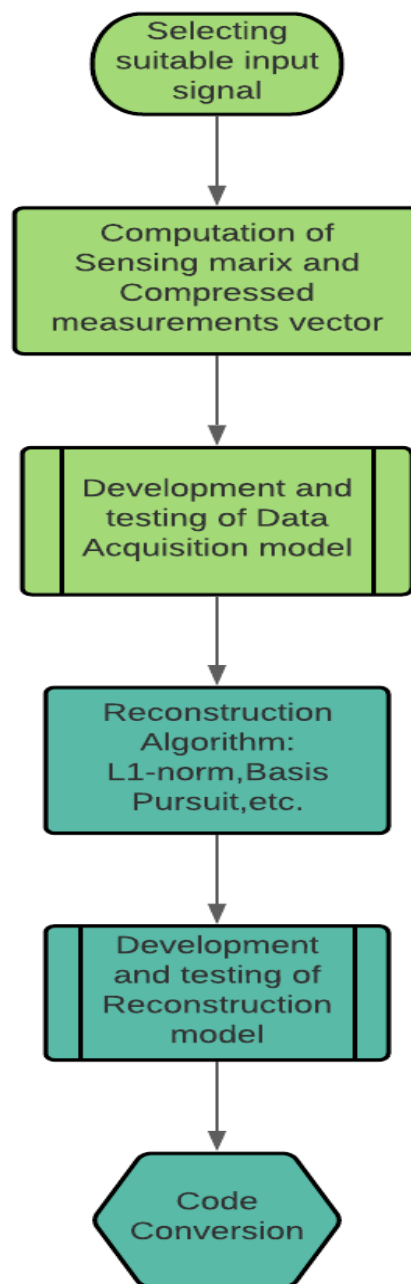 Selecting
suitable input
signal
Computation of
Sensing marix and
Compressed
measurements vector
Development and
testing of Data
Acquisition model
Reconstruction
Algorithm:
L1-norm,Basis
Pursuit,etc.
Development
and testing of
Reconstruction
model
Code
Conversion